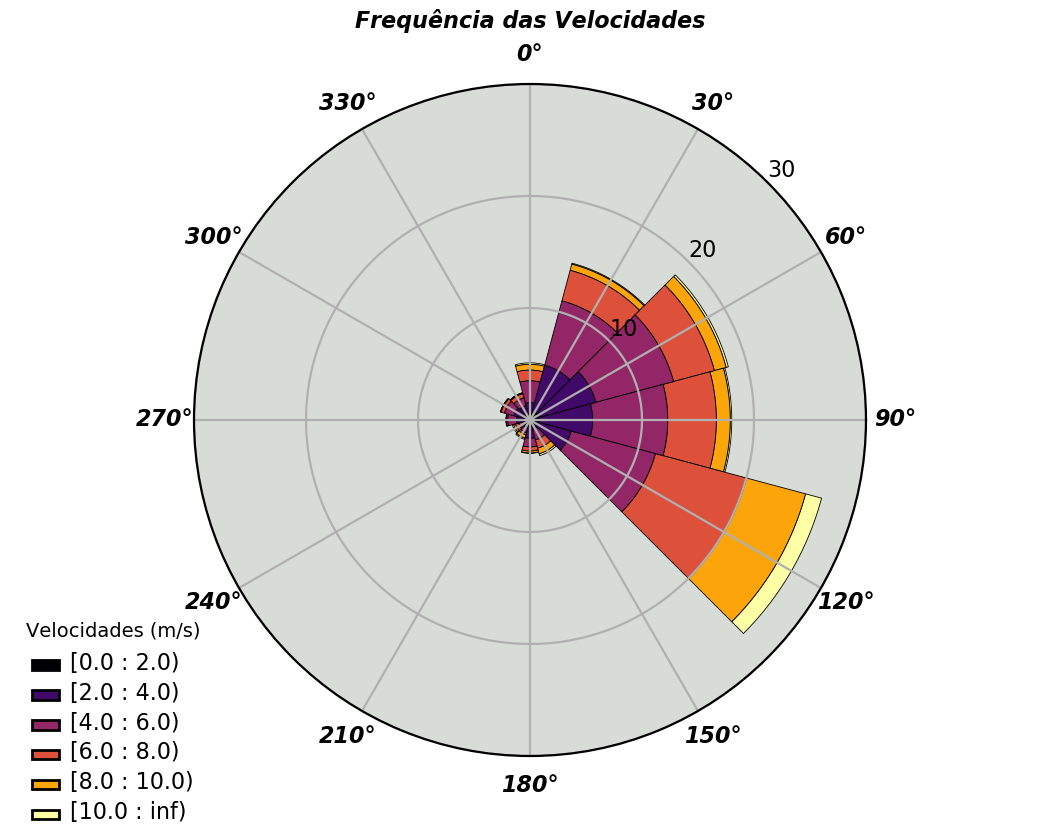 Frequência das Velocidades
0°
330°
30°
30
300°
60°
20
10
270°
90°
240°
120°
210°
150°
180°
Velocidades (m/s)
[0.0 : 2.0)
[2.0 : 4.0)
[4.0 : 6.0)
[6.0 : 8.0)
[8.0 : 10.0)
[10.0 : inf)